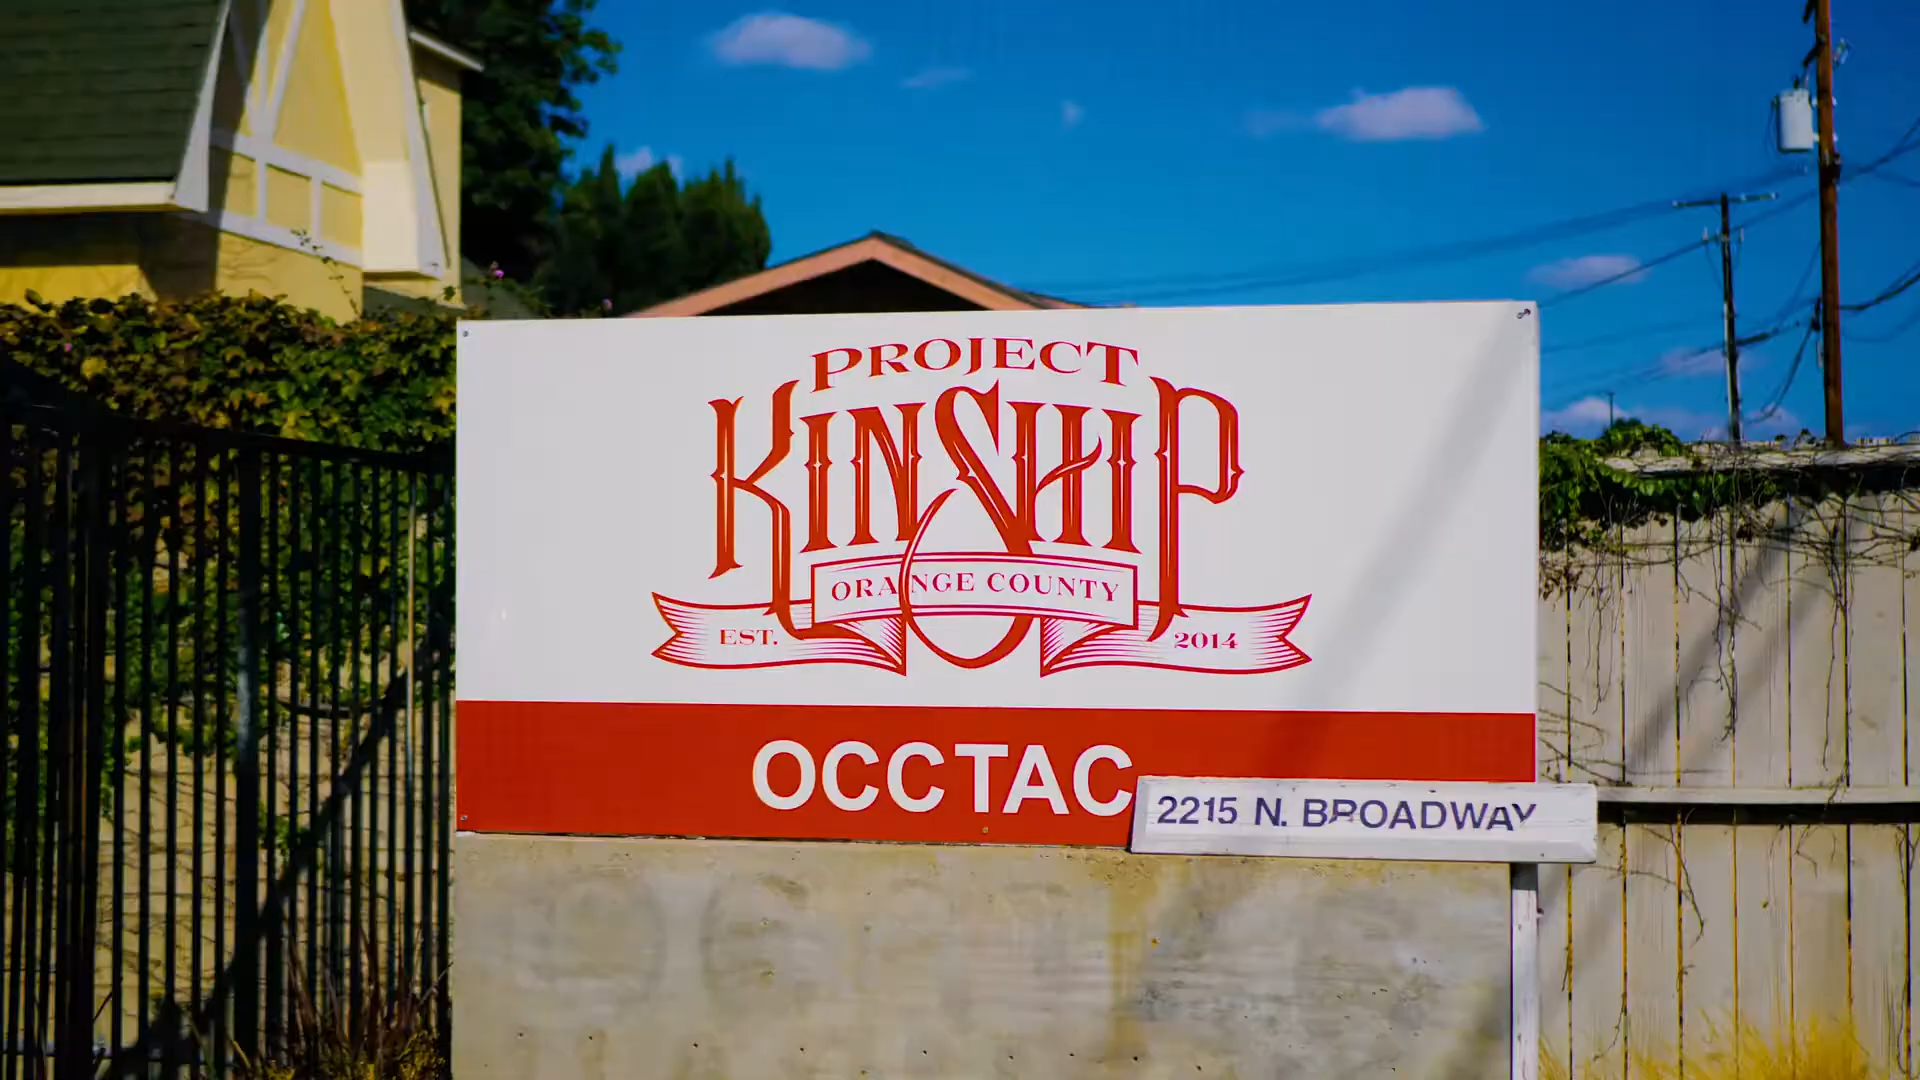 PROJECT
KINSHIP
ORANGE COUNTY
EST. 2014
OCCTAC
2215 N. BROADWAY